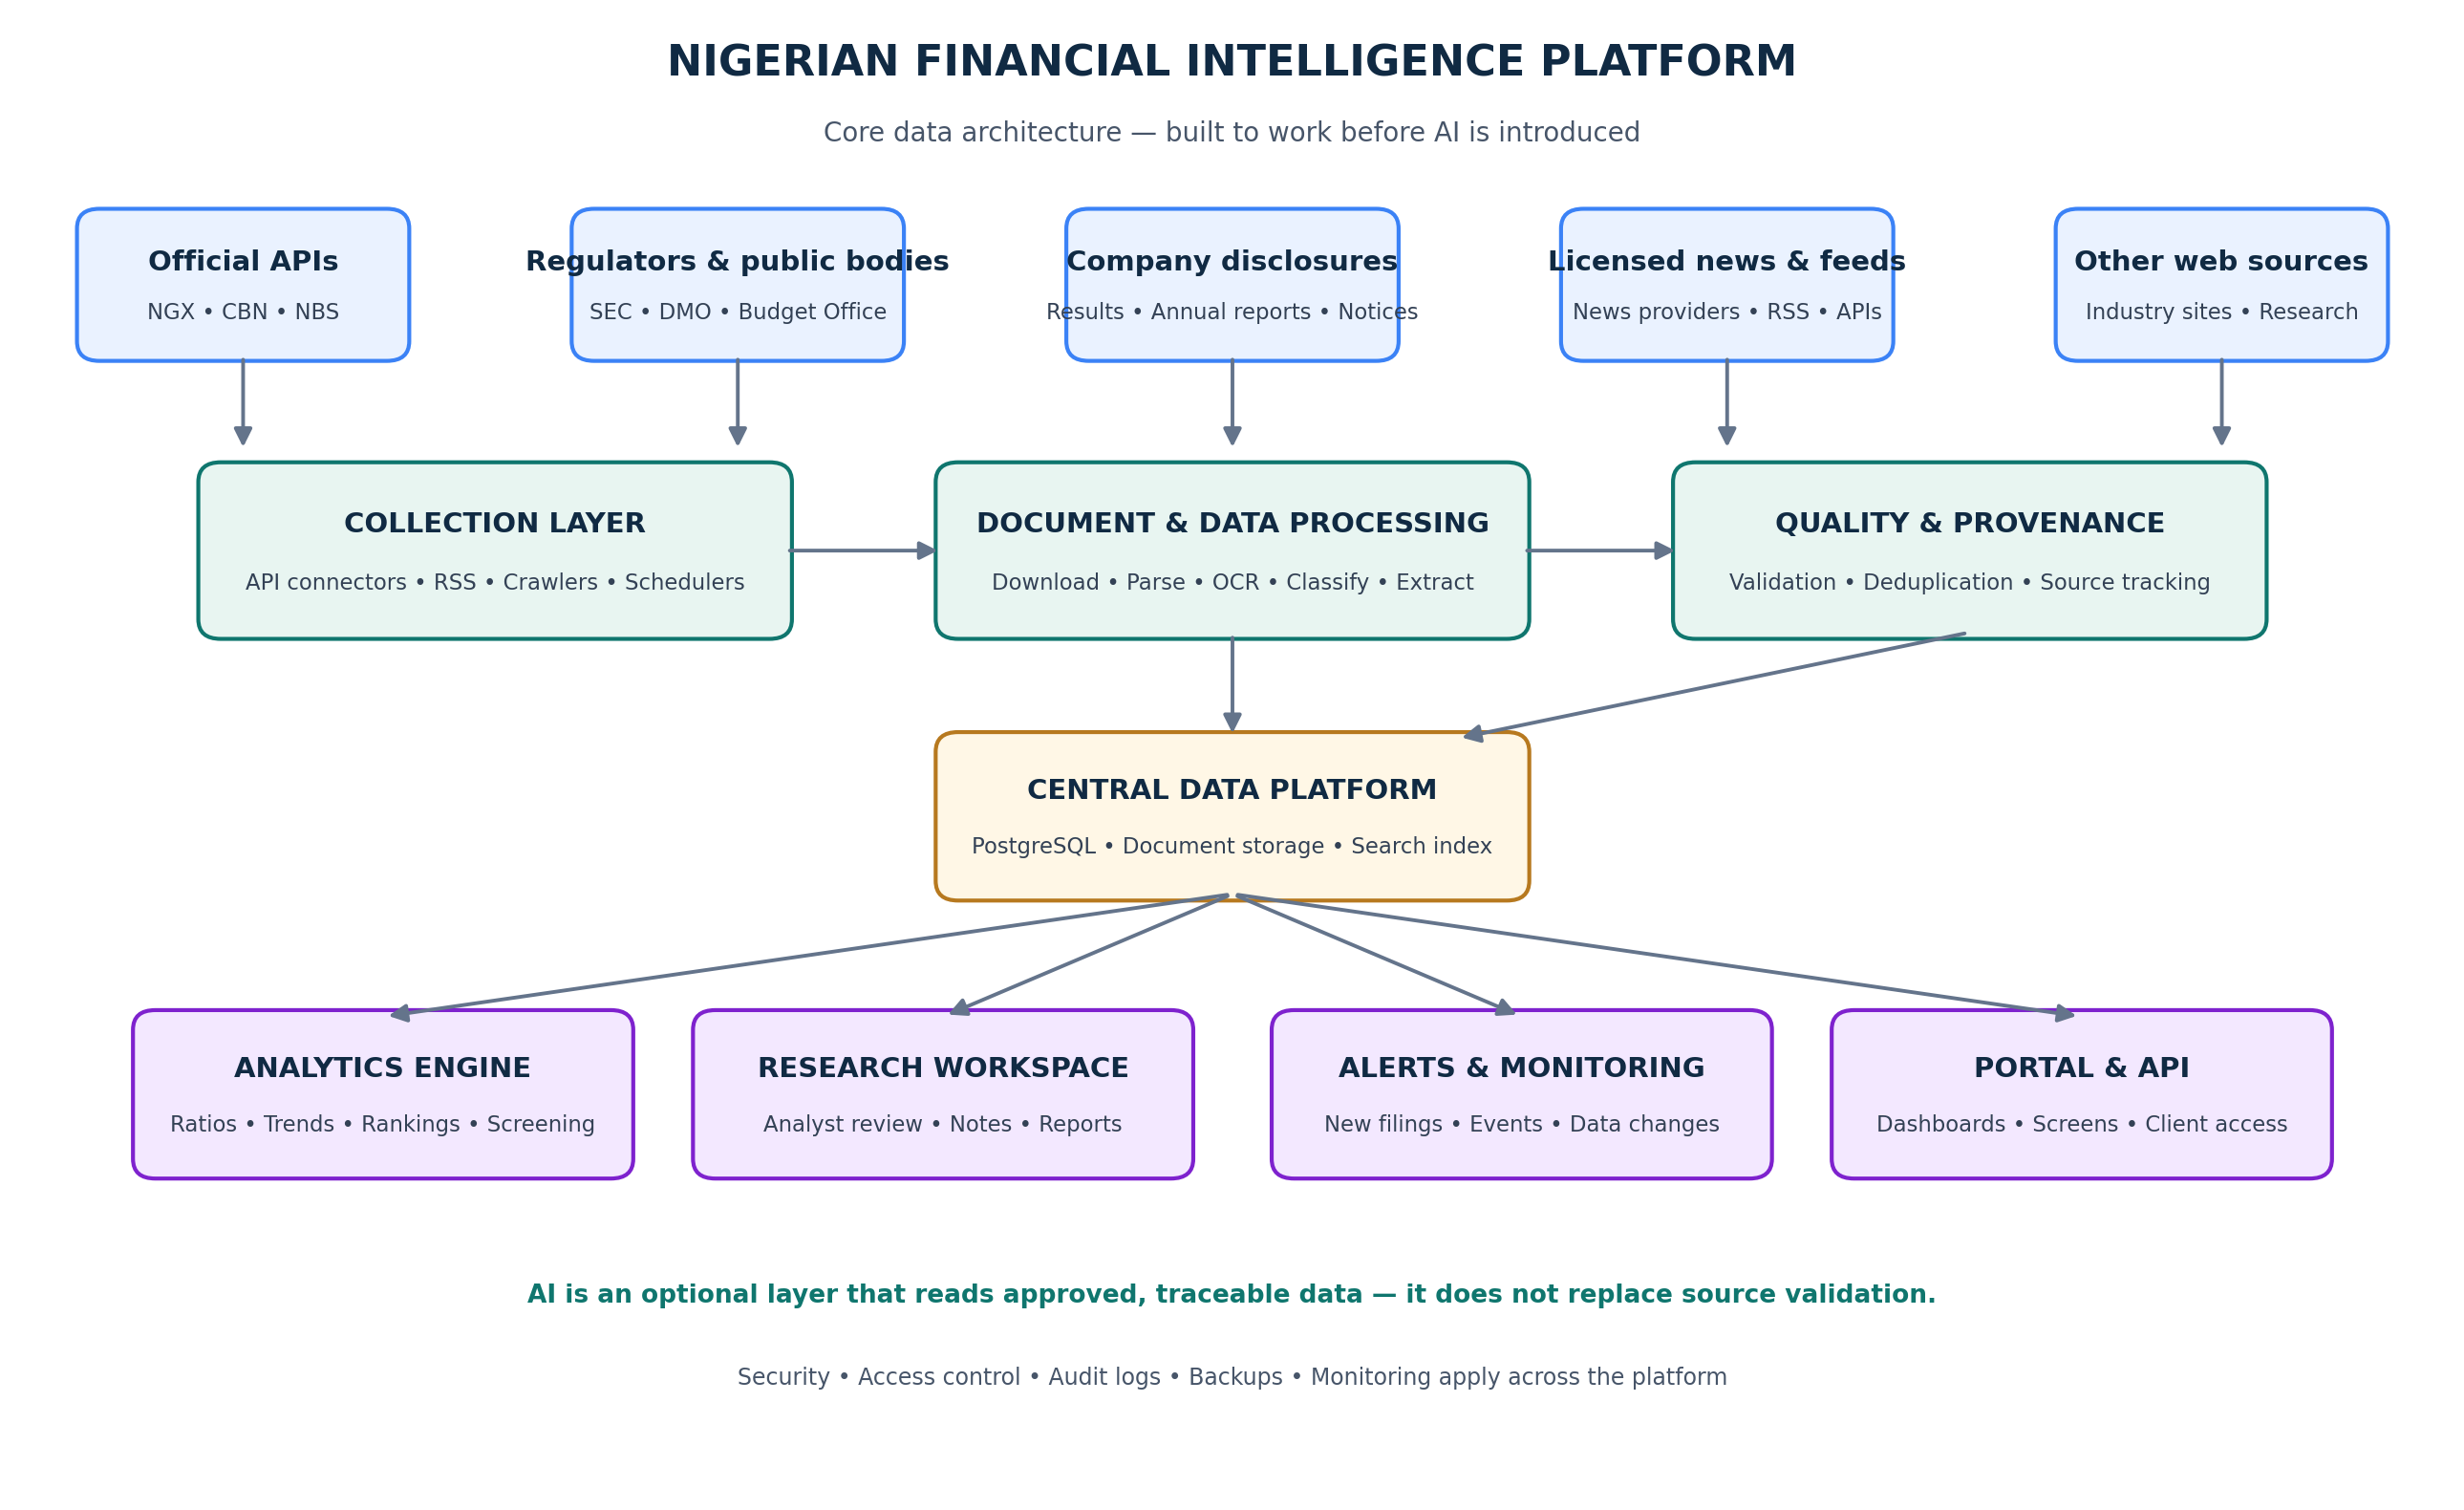 NIGERIAN FINANCIAL INTELLIGENCE PLATFORM
Core data architecture — built to work before AI is introduced
Official APIs
NGX • CBN • NBS
Regulators & public bodies
SEC • DMO • Budget Office
Company disclosures
Results • Annual reports • Notices
Licensed news & feeds
News providers • RSS • APIs
Other web sources
Industry sites • Research
COLLECTION LAYER
API connectors • RSS • Crawlers • Schedulers
DOCUMENT & DATA PROCESSING
Download • Parse • OCR • Classify • Extract
QUALITY & PROVENANCE
Validation • Deduplication • Source tracking
CENTRAL DATA PLATFORM
PostgreSQL • Document storage • Search index
ANALYTICS ENGINE
Ratios • Trends • Rankings • Screening
RESEARCH WORKSPACE
Analyst review • Notes • Reports
ALERTS & MONITORING
New filings • Events • Data changes
PORTAL & API
Dashboards • Screens • Client access
AI is an optional layer that reads approved, traceable data — it does not replace source validation.
Security • Access control • Audit logs • Backups • Monitoring apply across the platform